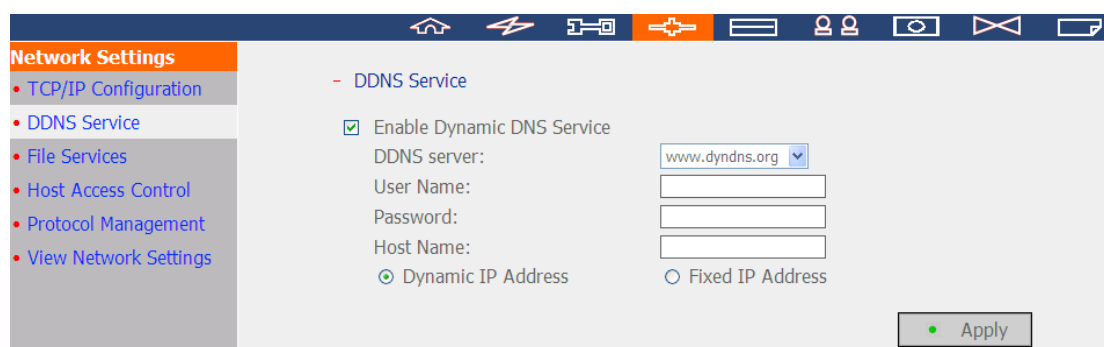 Network Settings
TCP/IP Configuration
DDNS Service
File Services
Host Access Control
Protocol Management
View Network Settings
– DDNS Service
Enable Dynamic DNS Service
DDNS server: www.dyndns.org
User Name:
Password:
Host Name:
Dynamic IP Address Fixed IP Address
Apply